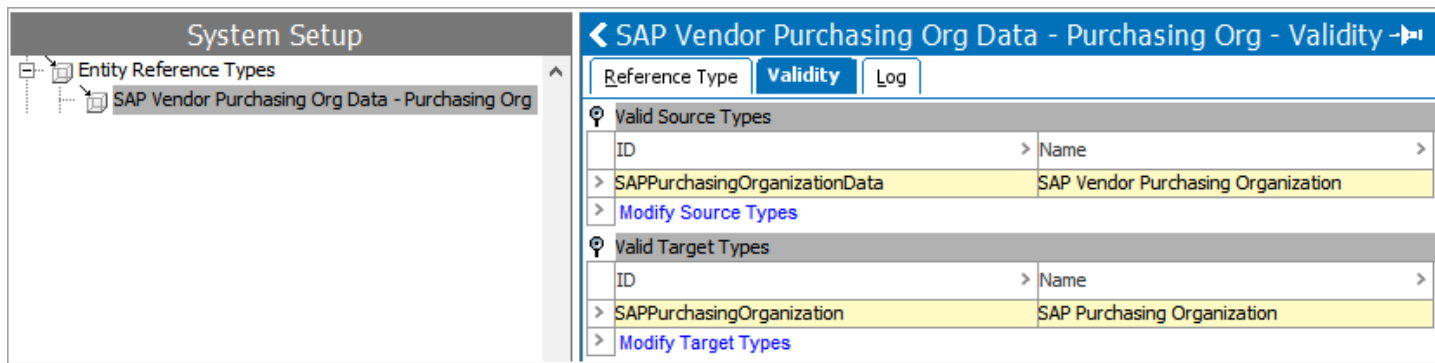 System Setup
Entity Reference Types
SAP Vendor Purchasing Org Data - Purchasing Org
SAP Vendor Purchasing Org Data - Purchasing Org - Validity
Reference Type Validity Log
Valid Source Types
ID > Name >
> SAPPurchasingOrganizationData SAP Vendor Purchasing Organization
> Modify Source Types
Valid Target Types
ID > Name >
> SAPPurchasingOrganization SAP Purchasing Organization
> Modify Target Types